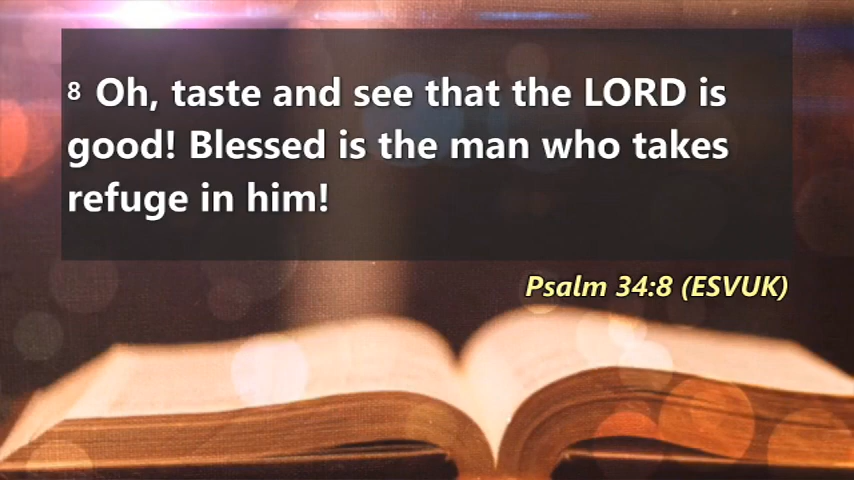 8 Oh, taste and see that the LORD is
good! Blessed is the man who takes
refuge in him!
Psalm 34:8 (ESVUK)